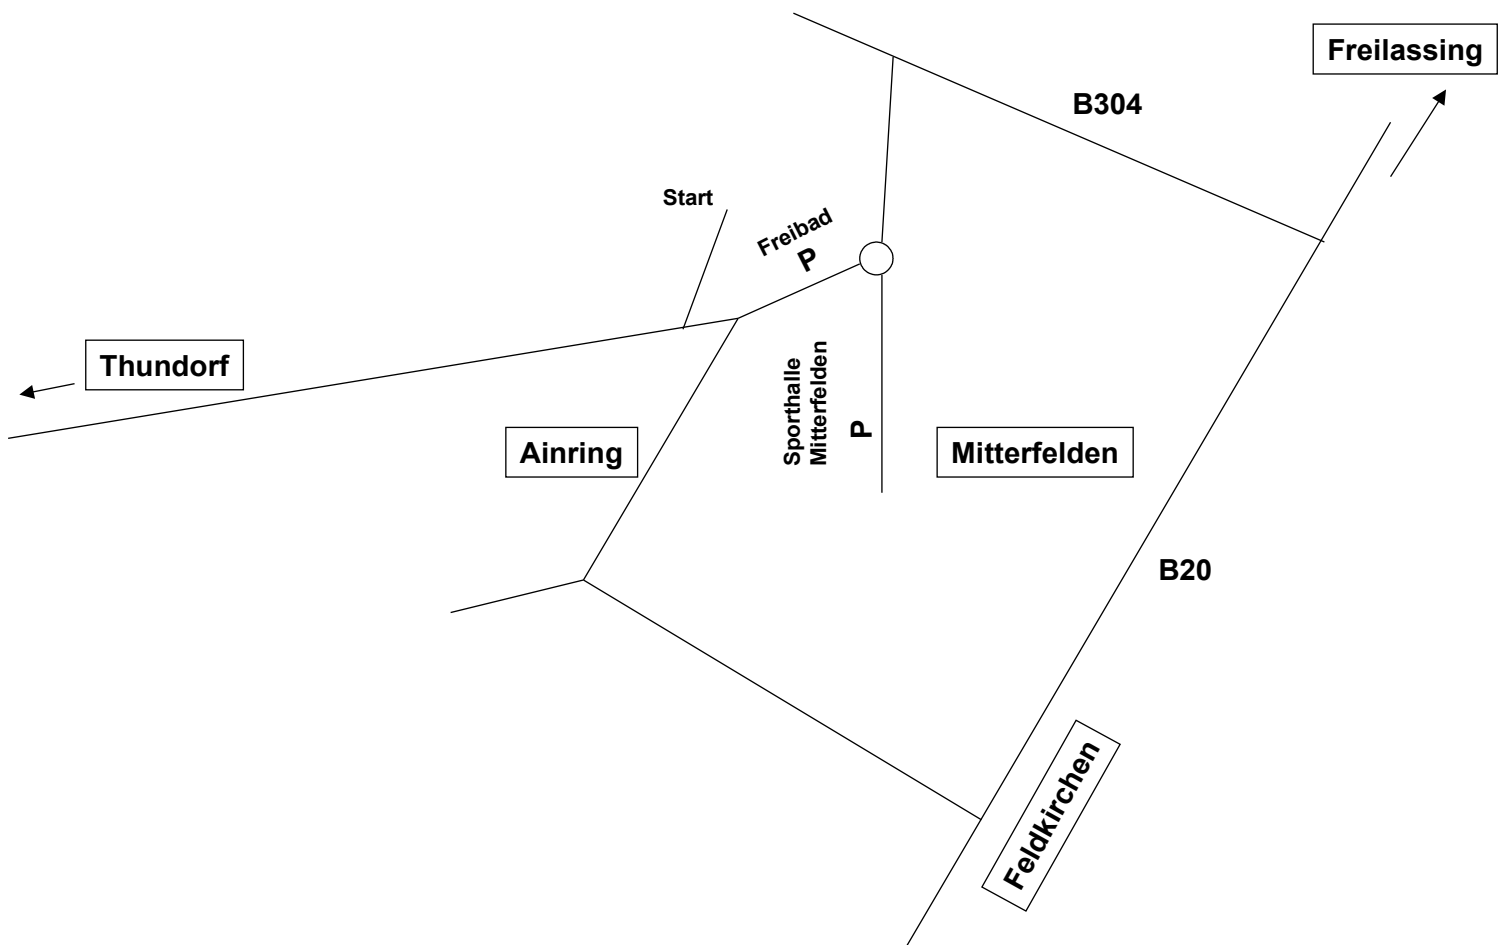 Freilassing
B304
Start
Freibad
P
Thundorf
Sporthalle
Mitterfelden
P
Ainring
Mitterfelden
B20
Feldkirchen